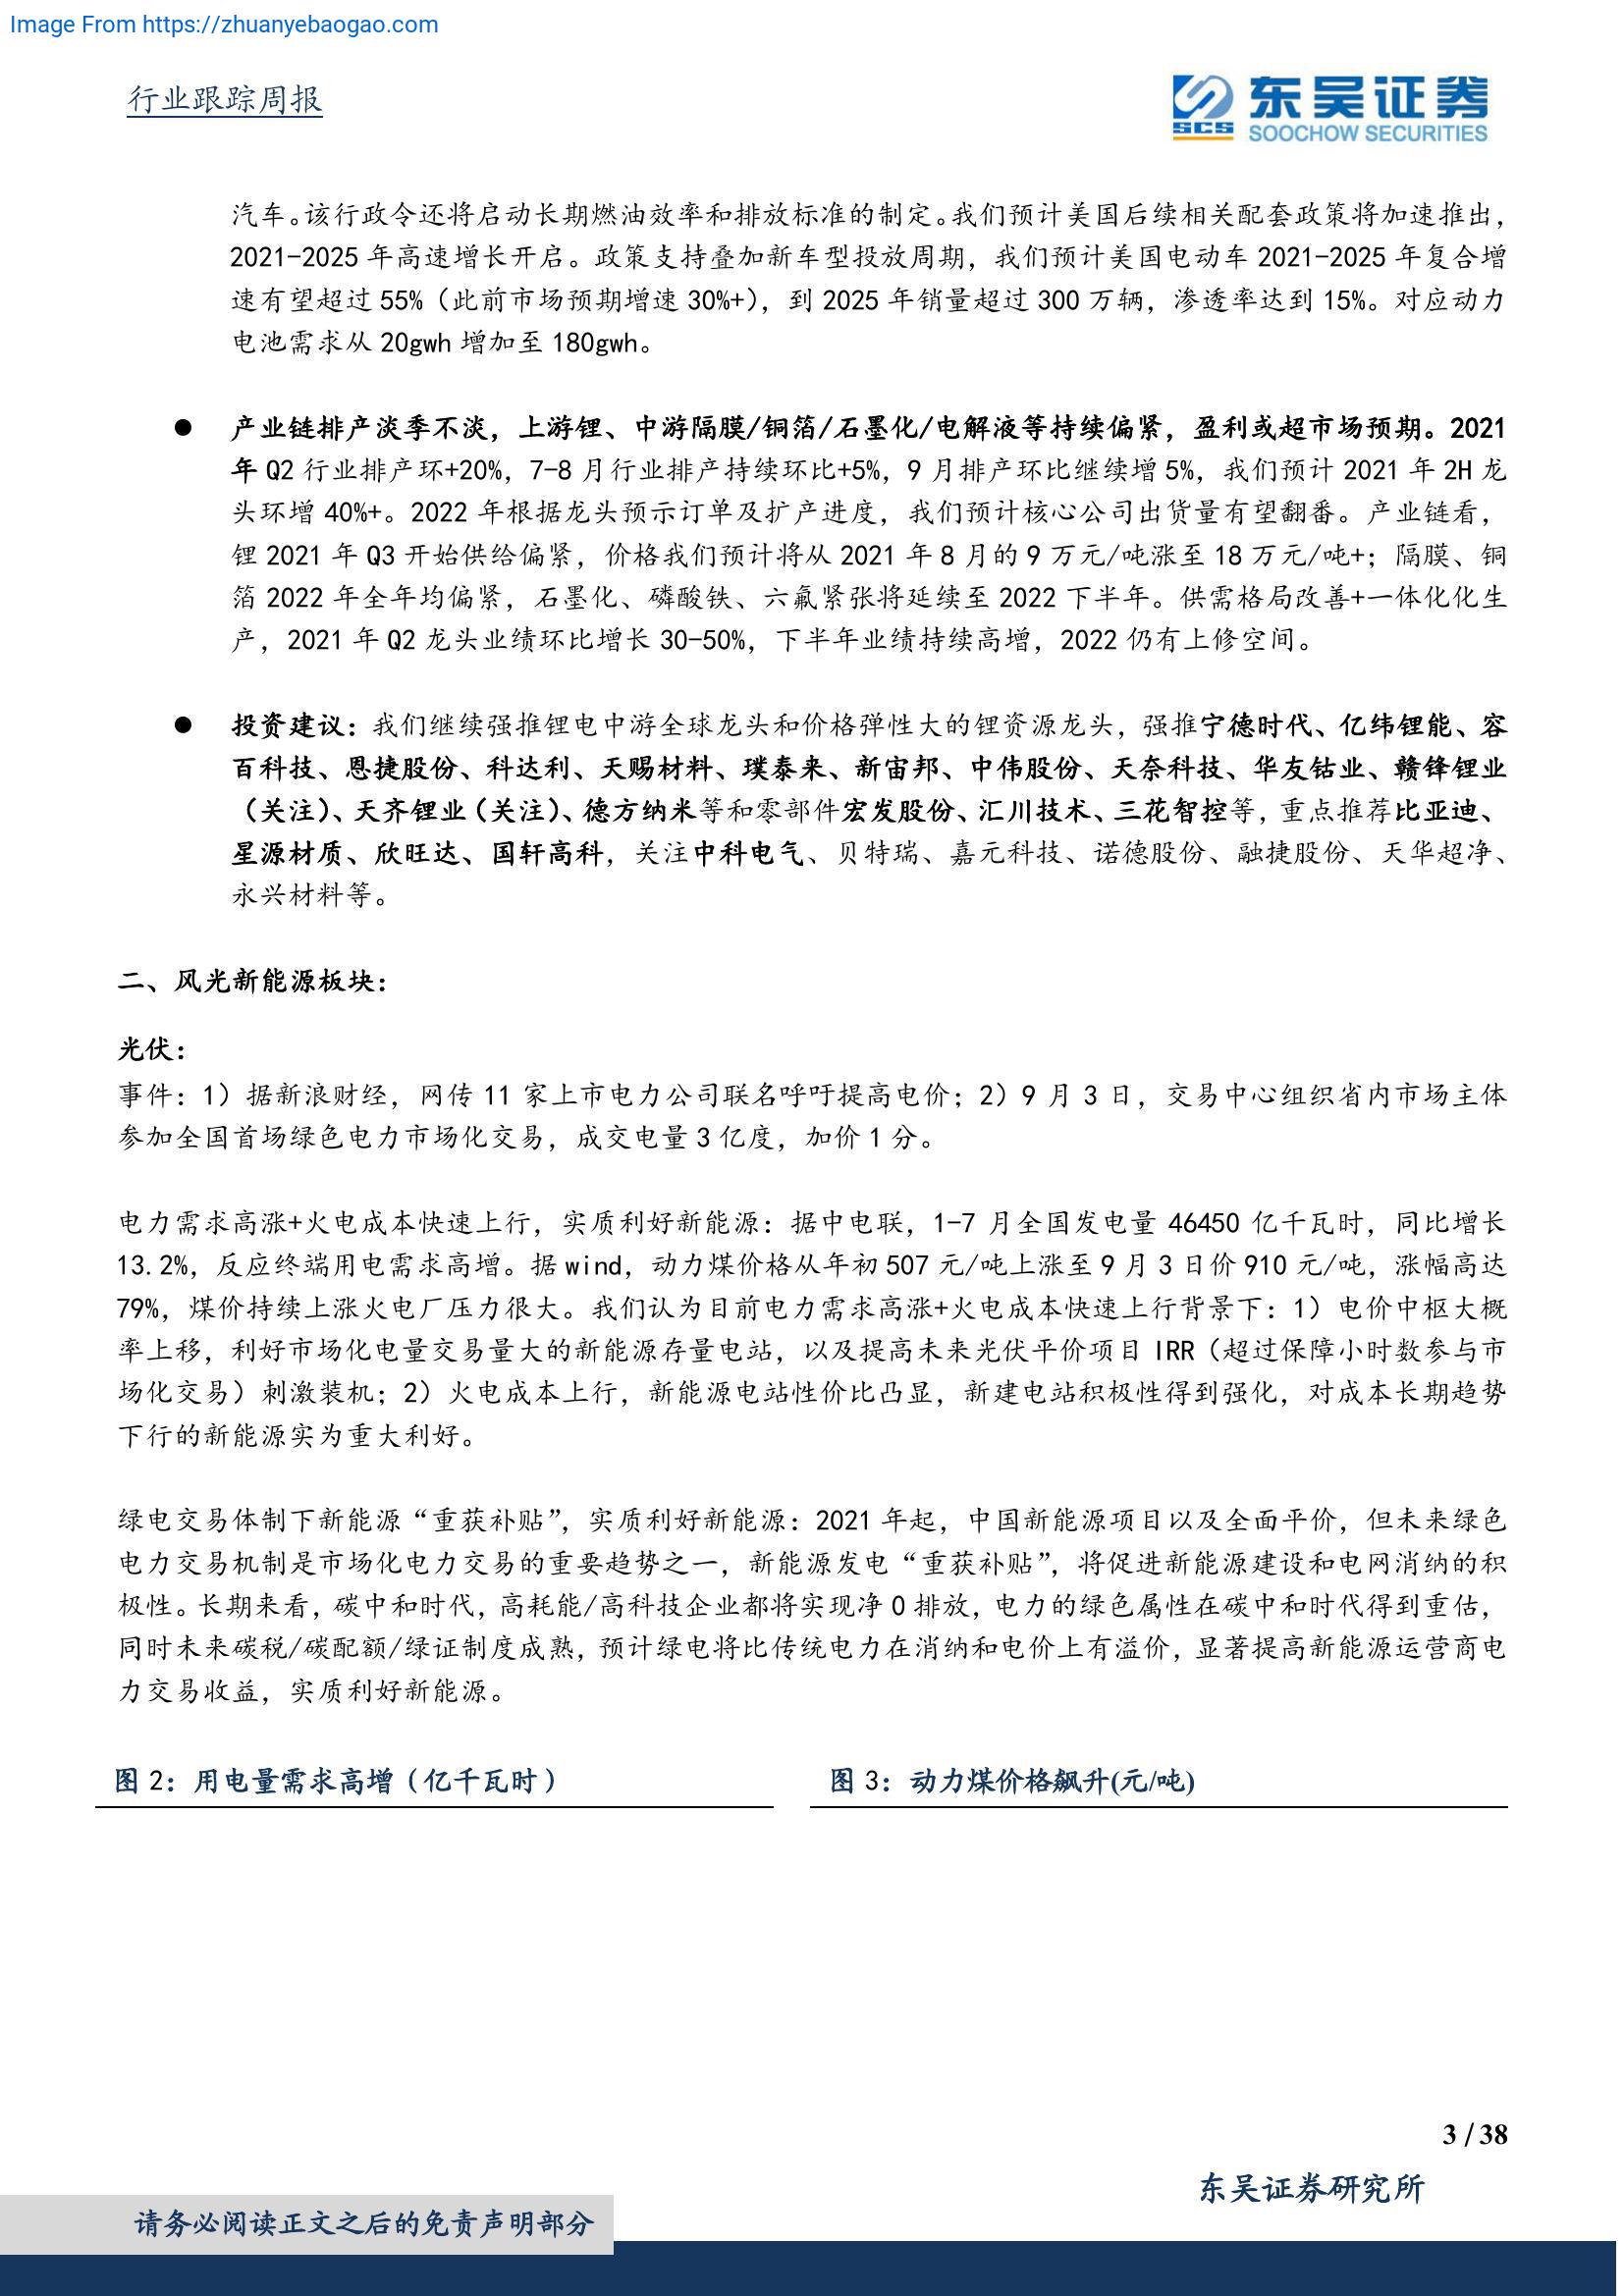 Image From https://zhuanyebaogao.com
行业跟踪周报
东吴证券
SCS
SOOCHOW SECURITIES
汽车。该行政令还将启动长期燃油效率和排放标准的制定。我们预计美国后续相关配套政策将加速推出，
2021-2025 年高速增长开启。政策支持叠加新车型投放周期，我们预计美国电动车 2021-2025 年复合增
速有望超过 55%（此前市场预期增速 30%+），到 2025 年销量超过 300 万辆，渗透率达到 15%。对应动力
电池需求从 20gwh 增加至 180gwh。
● 产业链排产淡季不淡，上游锂、中游隔膜/铜箔/石墨化/电解液等持续偏紧，盈利或超市场预期。2021
年 Q2 行业排产环+20%，7-8 月行业排产持续环比+5%，9 月排产环比继续增 5%，我们预计 2021 年 2H 龙
头环增 40%+。2022 年根据龙头预示订单及扩产进度，我们预计核心公司出货量有望翻番。产业链看，
锂 2021 年 Q3 开始供给偏紧，价格我们预计将从 2021 年 8 月的 9 万元/吨涨至 18 万元/吨+；隔膜、铜
箔 2022 年全年均偏紧，石墨化、磷酸铁、六氟紧张将延续至 2022 下半年。供需格局改善+一体化化生
产，2021 年 Q2 龙头业绩环比增长 30-50%，下半年业绩持续高增，2022 仍有上修空间。
● 投资建议：我们继续强推锂电中游全球龙头和价格弹性大的锂资源龙头，强推宁德时代、亿纬锂能、容
百科技、恩捷股份、科达利、天赐材料、璞泰来、新宙邦、中伟股份、天奈科技、华友钴业、赣锋锂业
（关注）、天齐锂业（关注）、德方纳米等和零部件宏发股份、汇川技术、三花智控等，重点推荐比亚迪、
星源材质、欣旺达、国轩高科，关注中科电气、贝特瑞、嘉元科技、诺德股份、融捷股份、天华超净、
永兴材料等。
二、风光新能源板块：
光伏：
事件：1）据新浪财经，网传 11 家上市电力公司联名呼吁提高电价；2）9 月 3 日，交易中心组织省内市场主体
参加全国首场绿色电力市场化交易，成交电量 3 亿度，加价 1 分。
电力需求高涨+火电成本快速上行，实质利好新能源：据中电联，1-7 月全国发电量 46450 亿千瓦时，同比增长
13.2%，反应终端用电需求高增。据 wind，动力煤价格从年初 507 元/吨上涨至 9 月 3 日价 910 元/吨，涨幅高达
79%，煤价持续上涨火电厂压力很大。我们认为目前电力需求高涨+火电成本快速上行背景下：1）电价中枢大概
率上移，利好市场化电量交易量大的新能源存量电站，以及提高未来光伏平价项目 IRR（超过保障小时数参与市
场化交易）刺激装机；2）火电成本上行，新能源电站性价比凸显，新建电站积极性得到强化，对成本长期趋势
下行的新能源实为重大利好。
绿电交易体制下新能源“重获补贴”，实质利好新能源：2021 年起，中国新能源项目以及全面平价，但未来绿色
电力交易机制是市场化电力交易的重要趋势之一，新能源发电“重获补贴”，将促进新能源建设和电网消纳的积
极性。长期来看，碳中和时代，高耗能/高科技企业都将实现净 0 排放，电力的绿色属性在碳中和时代得到重估，
同时未来碳税/碳配额/绿证制度成熟，预计绿电将比传统电力在消纳和电价上有溢价，显著提高新能源运营商电
力交易收益，实质利好新能源。
图 2：用电量需求高增（亿千瓦时）
图 3：动力煤价格飙升(元/吨)
3 / 38
东吴证券研究所
请务必阅读正文之后的免责声明部分